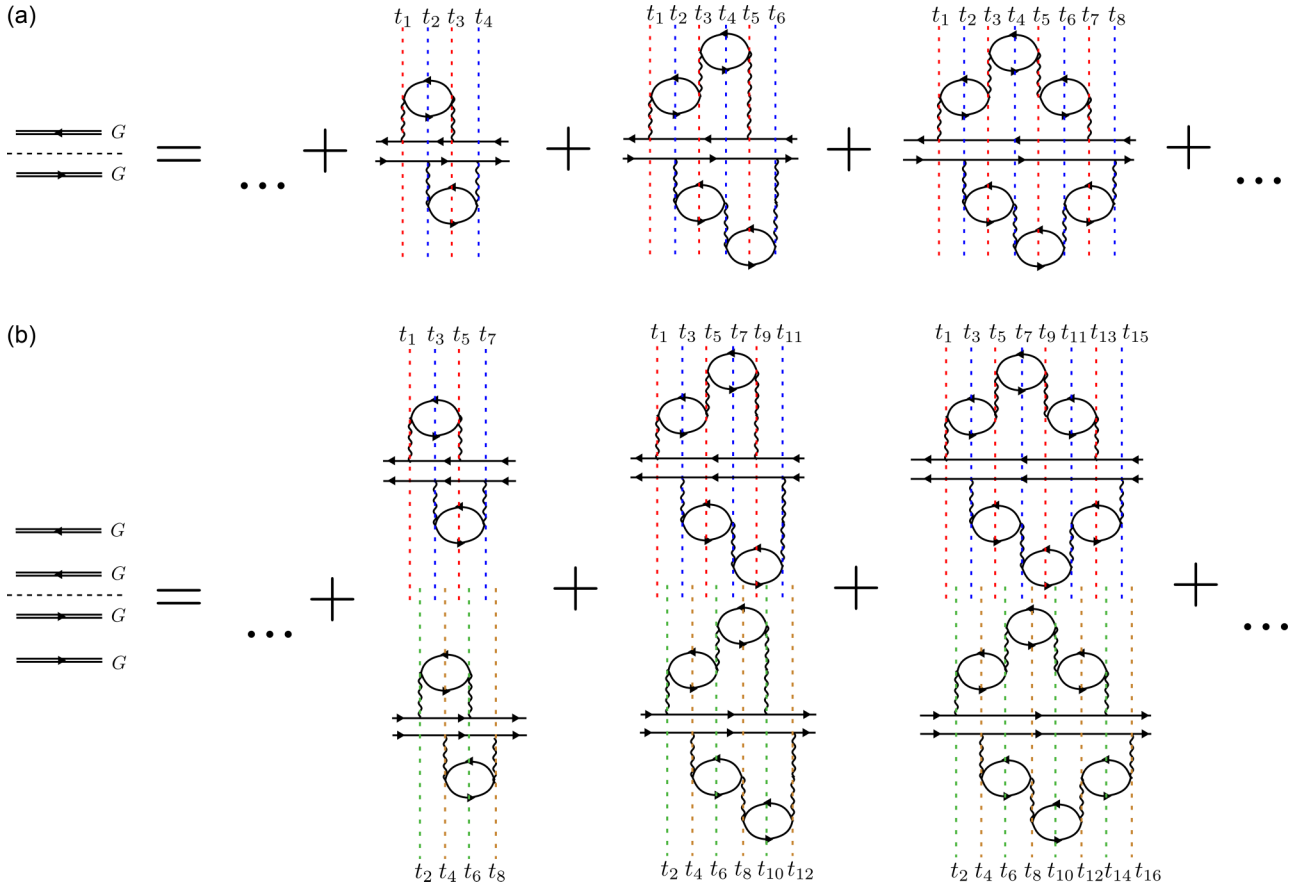 (a)
t₁ t₂ t₃ t₄
t₁ t₂ t₃ t₄ t₅ t₆
t₁ t₂ t₃ t₄ t₅ t₆ t₇ t₈
G
= ... + + + + ...
G
(b)
t₁ t₃ t₅ t₇
t₁ t₃ t₅ t₇ t₉ t₁₁
t₁ t₃ t₅ t₇ t₉ t₁₁ t₁₃ t₁₅
G
G
= ... + + + + ...
G
G
t₂ t₄ t₆ t₈
t₂ t₄ t₆ t₈ t₁₀ t₁₂
t₂ t₄ t₆ t₈ t₁₀ t₁₂ t₁₄ t₁₆